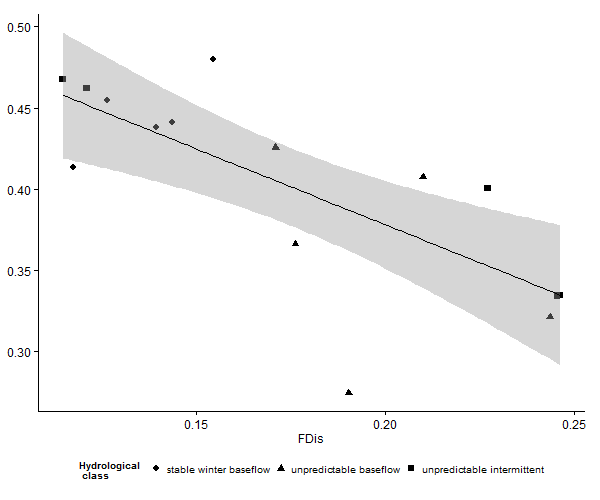 0.50
0.45
0.40
0.35
0.30
0.15
0.20
0.25
FDis
Hydrological
class
stable winter baseflow
unpredictable baseflow
unpredictable intermittent